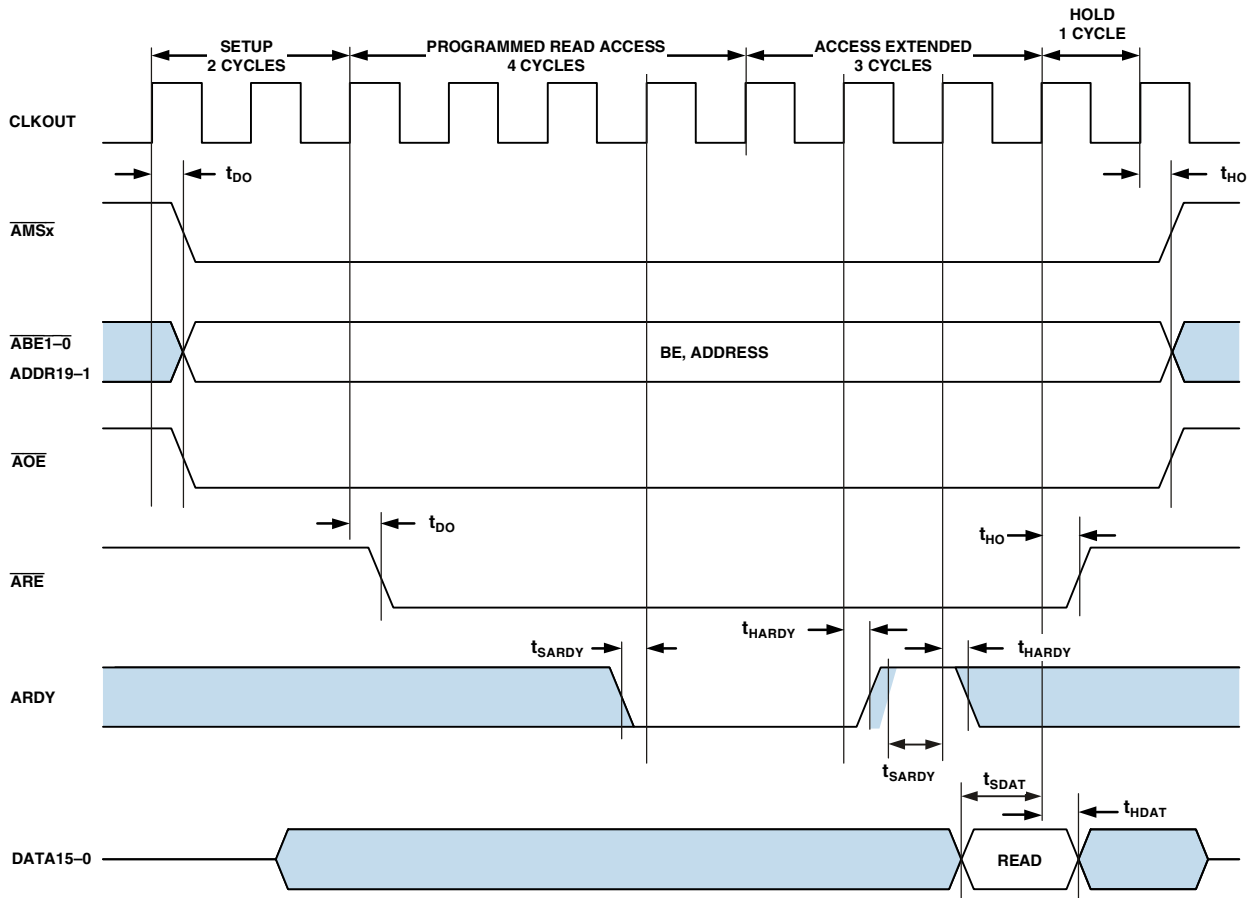 HOLD
1 CYCLE
SETUP
2 CYCLES
PROGRAMMED READ ACCESS
4 CYCLES
ACCESS EXTENDED
3 CYCLES
CLKOUT
tDO
tHO
AMSx
ABE1–0
ADDR19–1
BE, ADDRESS
AOE
tDO
tHO
ARE
tSARDY
tHARDY
tHARDY
ARDY
tSARDY
tSDAT
tHDAT
DATA15–0
READ